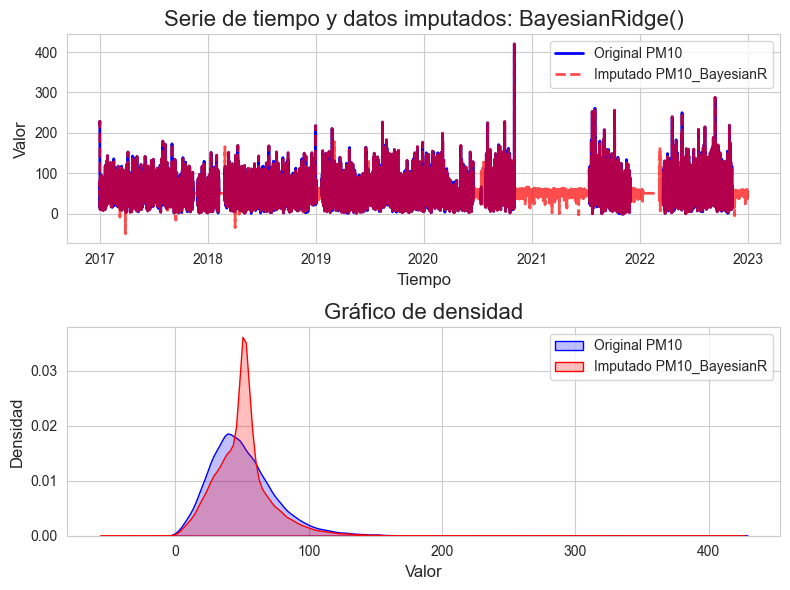 Serie de tiempo y datos imputados: BayesianRidge()
Original PM10
Imputado PM10_BayesianR
Valor
400
300
200
100
0
2017 2018 2019 2020 2021 2022 2023
Tiempo
Gráfico de densidad
Original PM10
Imputado PM10_BayesianR
Densidad
0.03
0.02
0.01
0.00
0 100 200 300 400
Valor